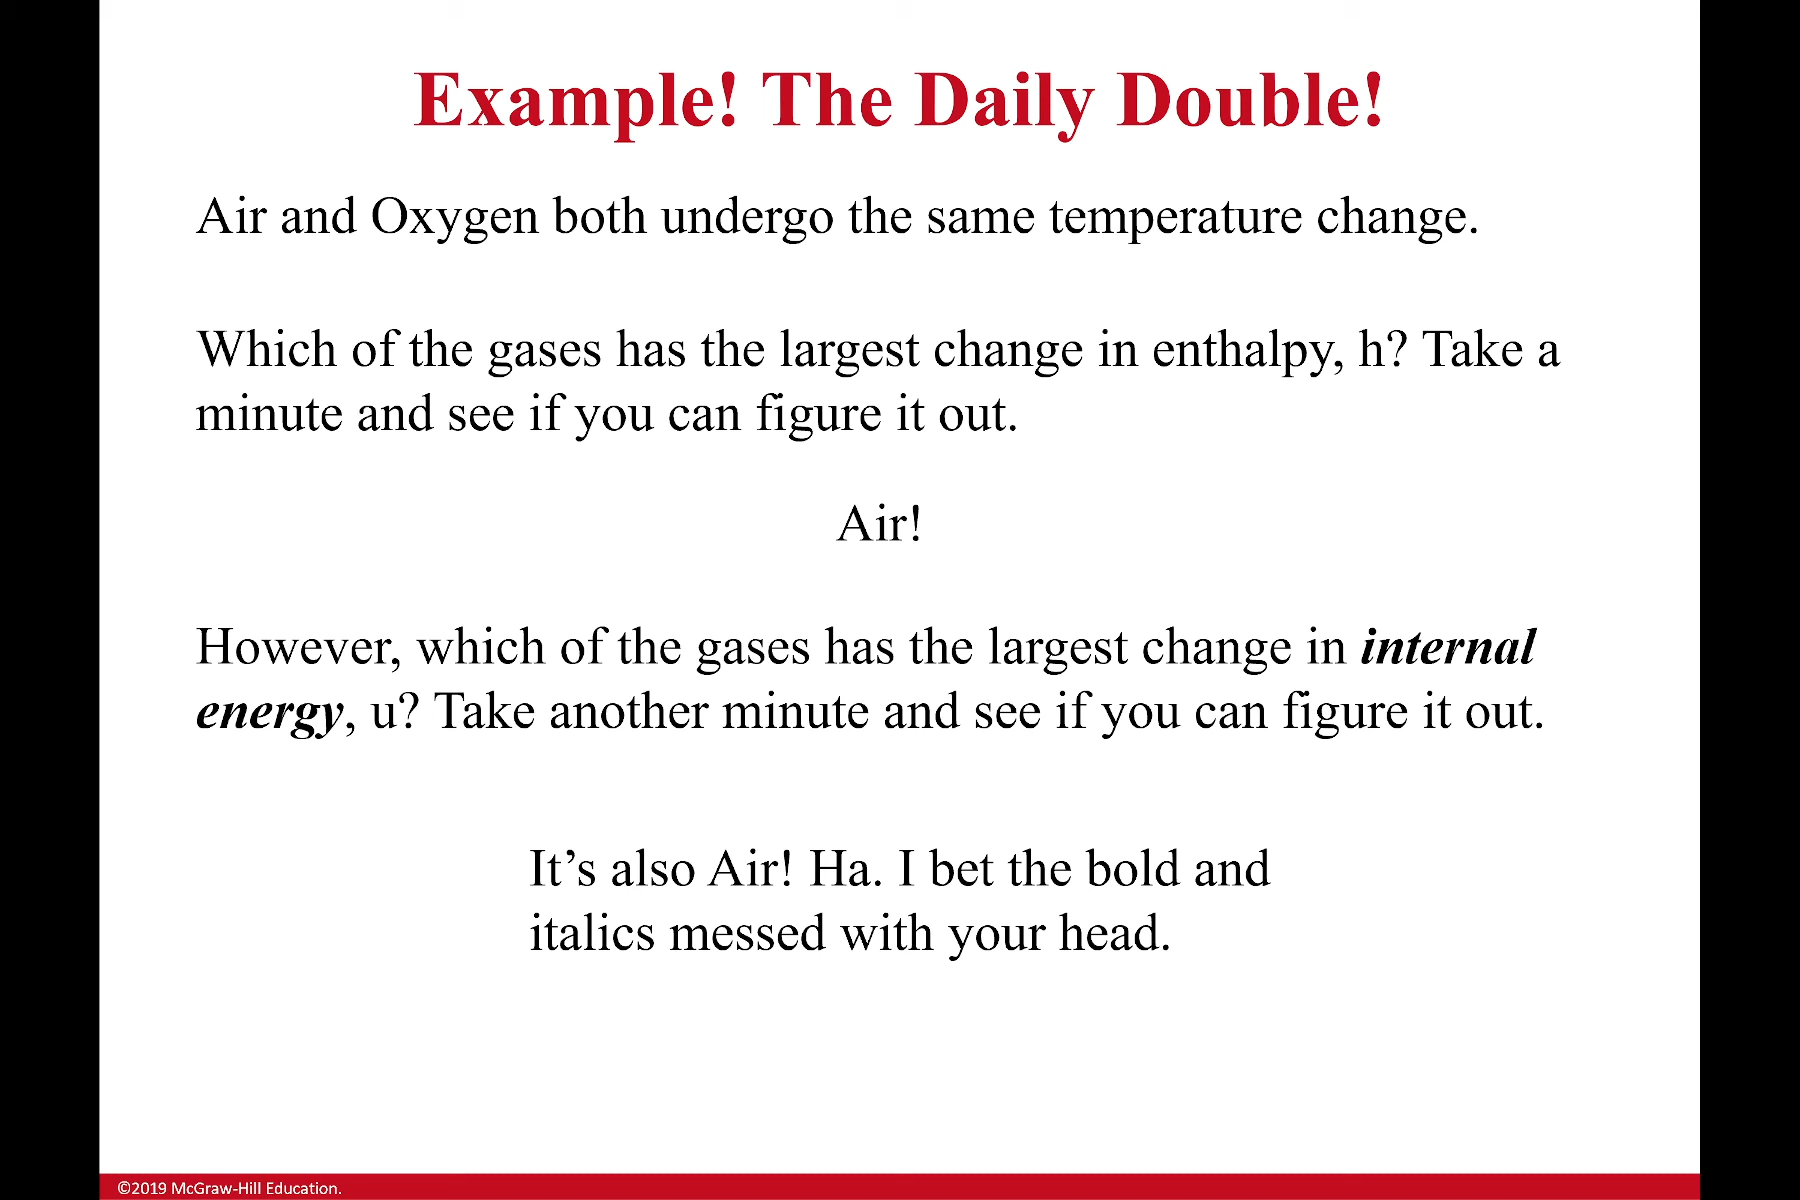 Example! The Daily Double!
Air and Oxygen both undergo the same temperature change.
Which of the gases has the largest change in enthalpy, h? Take a
minute and see if you can figure it out.
Air!
However, which of the gases has the largest change in internal
energy, u? Take another minute and see if you can figure it out.
It’s also Air! Ha. I bet the bold and
italics messed with your head.
©2019 McGraw-Hill Education.